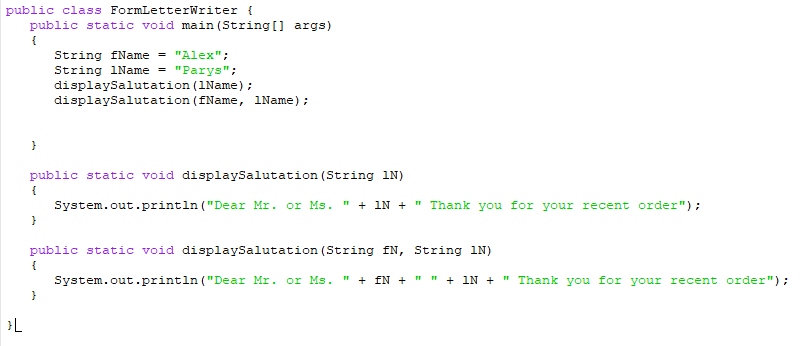 public class FormLetterWriter {
   public static void main(String[] args)
   {
      String fName = "Alex";
      String lName = "Parys";
      displaySalutation(lName);
      displaySalutation(fName, lName);
   }
   public static void displaySalutation(String lN)
   {
      System.out.println("Dear Mr. or Ms. " + lN + " Thank you for your recent order");
   }
   public static void displaySalutation(String fN, String lN)
   {
      System.out.println("Dear Mr. or Ms. " + fN + " " + lN + " Thank you for your recent order");
   }
}